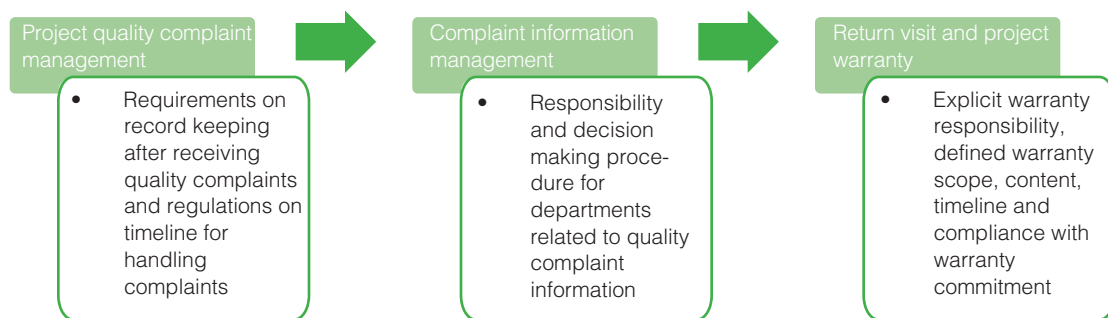 Project quality complaint
management
• Requirements on
record keeping
after receiving
quality complaints
and regulations on
timeline for
handling
complaints
Complaint information
management
• Responsibility
and decision
making proce-
dure for
departments
related to quality
complaint
information
Return visit and project
warranty
• Explicit warranty
responsibility,
defined warranty
scope, content,
timeline and
compliance with
warranty
commitment